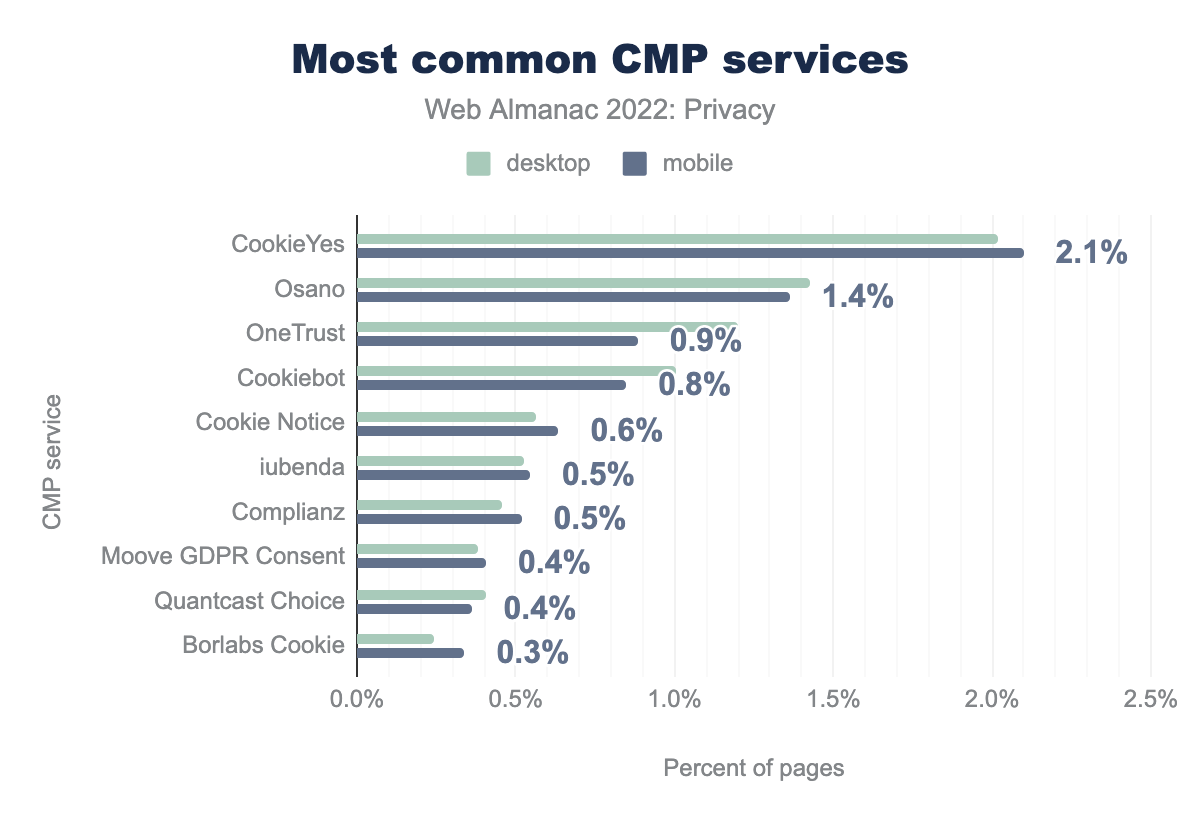 Most common CMP services
Web Almanac 2022: Privacy
desktop mobile
CMP service
CookieYes 2.1%
Osano 1.4%
OneTrust 0.9%
Cookiebot 0.8%
Cookie Notice 0.6%
iubenda 0.5%
Complianz 0.5%
Moove GDPR Consent 0.4%
Quantcast Choice 0.4%
Borlabs Cookie 0.3%
0.0% 0.5% 1.0% 1.5% 2.0% 2.5%
Percent of pages